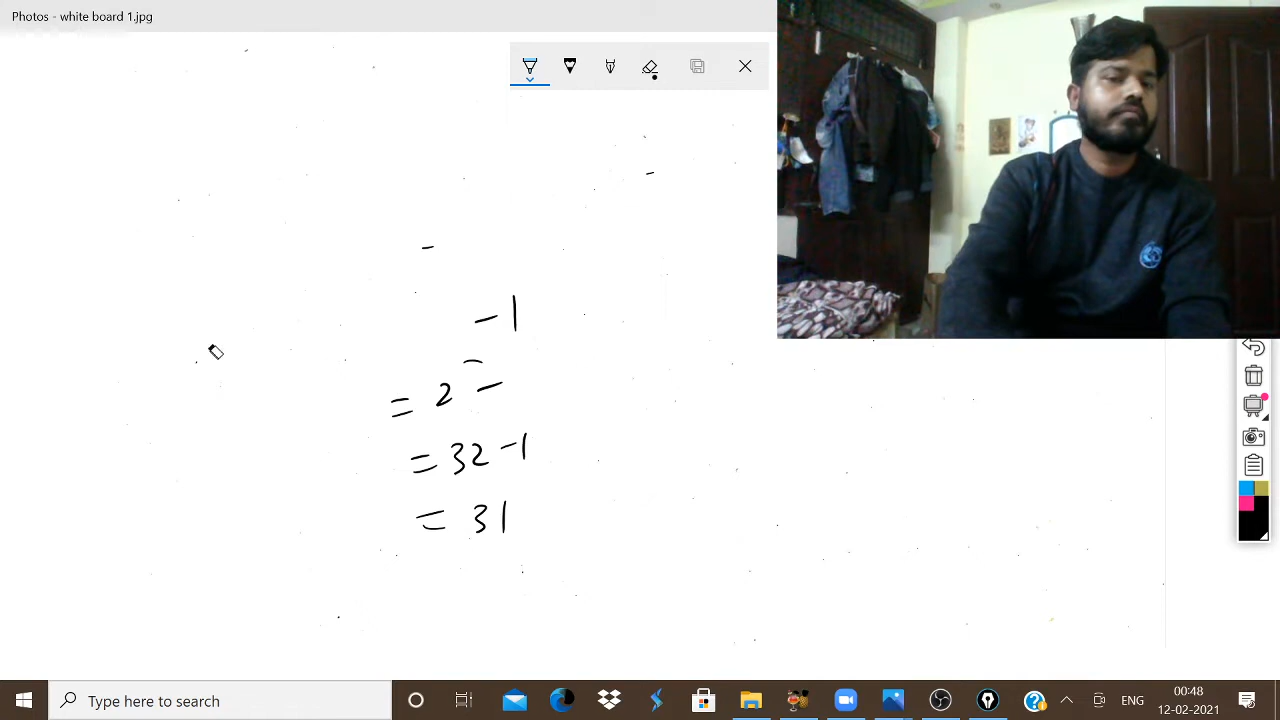 Photos - white board 1.jpg
-1
= 2 -
= 32 -1
= 31
Type here to search
ENG
00:48
12-02-2021